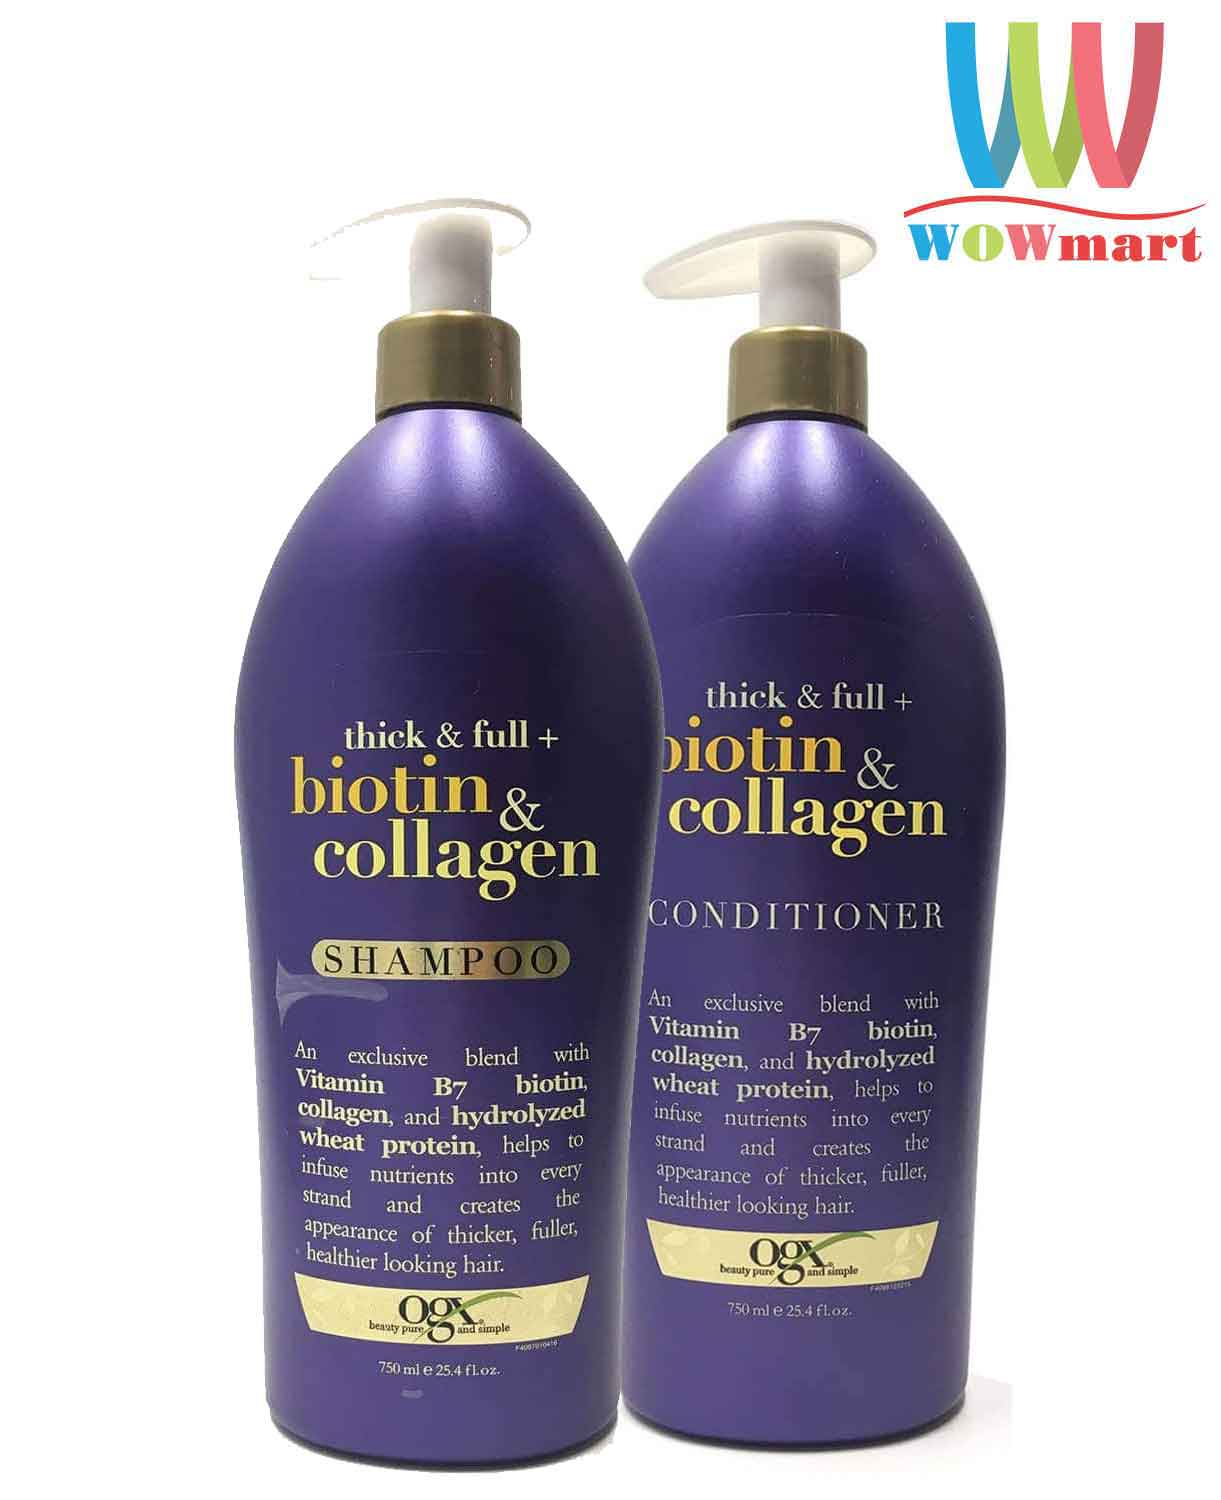 WOWmart
thick & full +
biotin &
collagen
SHAMPOO
An exclusive blend with
Vitamin B7 biotin,
collagen, and hydrolyzed
wheat protein, helps to
infuse nutrients into every
strand and creates the
appearance of thicker, fuller,
healthier looking hair.
ogx®
beauty pure and simple
F4097010416
750 ml e 25.4 fl.oz.
thick & full +
biotin &
collagen
CONDITIONER
An exclusive blend with
Vitamin B7 biotin,
collagen, and hydrolyzed
wheat protein, helps to
infuse nutrients into every
strand and creates the
appearance of thicker, fuller,
healthier looking hair.
ogx®
beauty pure and simple
750 ml e 25.4 fl.oz.